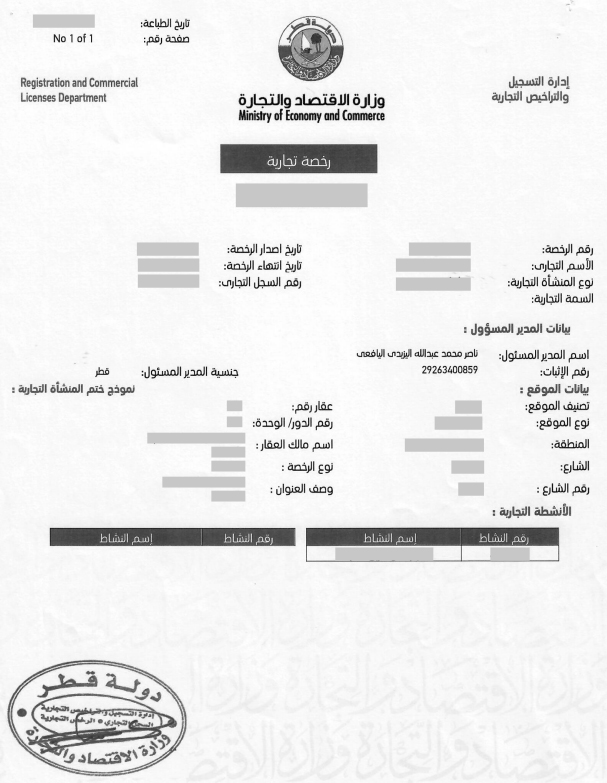 تاريخ الطباعة:
صفحة رقم: No 1 of 1
دولة قطر
Registration and Commercial
Licenses Department
إدارة التسجيل
والتراخيص التجارية
وزارة الاقتصاد والتجارة
Ministry of Economy and Commerce
رخصة تجارية
رقم الرخصة: تاريخ اصدار الرخصة:
الأسم التجارى: تاريخ انتهاء الرخصة:
نوع المنشأة التجارية: رقم السجل التجارى:
السمة التجارية:
بيانات المدير المسؤول :
اسم المدير المسئول: ناصر محمد عبدالله اليزيدى اليافعى
رقم الإثبات: 29263400859 جنسية المدير المسئول: قطر
بيانات الموقع : نموذج ختم المنشأة التجارية :
تصنيف الموقع: عقار رقم:
نوع الموقع: رقم الدور/ الوحدة:
المنطقة: اسم مالك العقار :
الشارع: نوع الرخصة :
رقم الشارع : وصف العنوان :
الأنشطة التجارية :
رقم النشاط إسم النشاط رقم النشاط إسم النشاط
دولة قطر
إدارة التسجيل والتراخيص التجارية
السجل التجاري • الرخص التجارية
وزارة الاقتصاد والتجارة